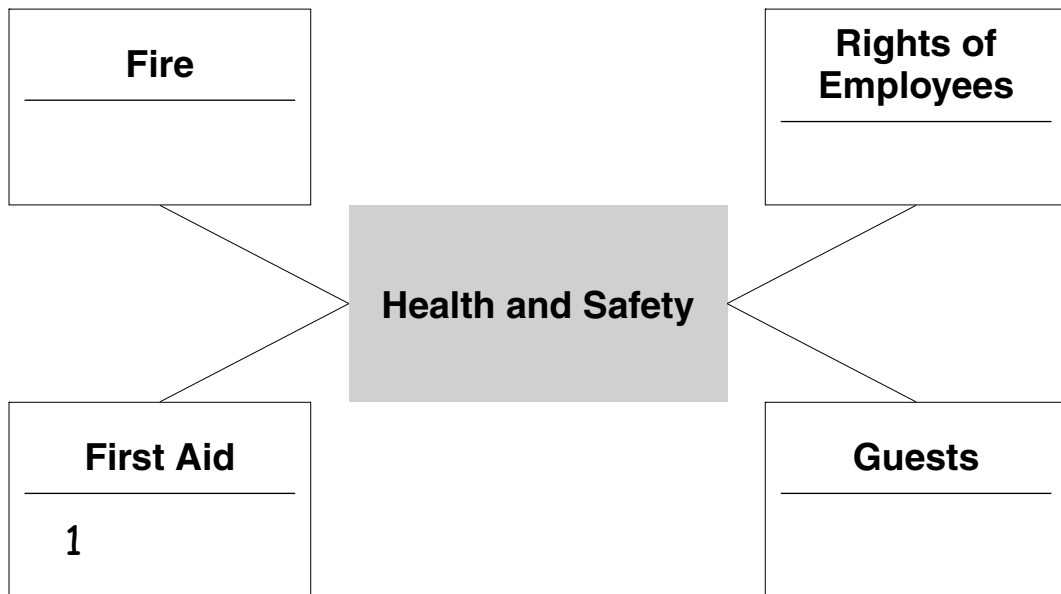 Fire
Rights of
Employees
Health and Safety
First Aid
1
Guests